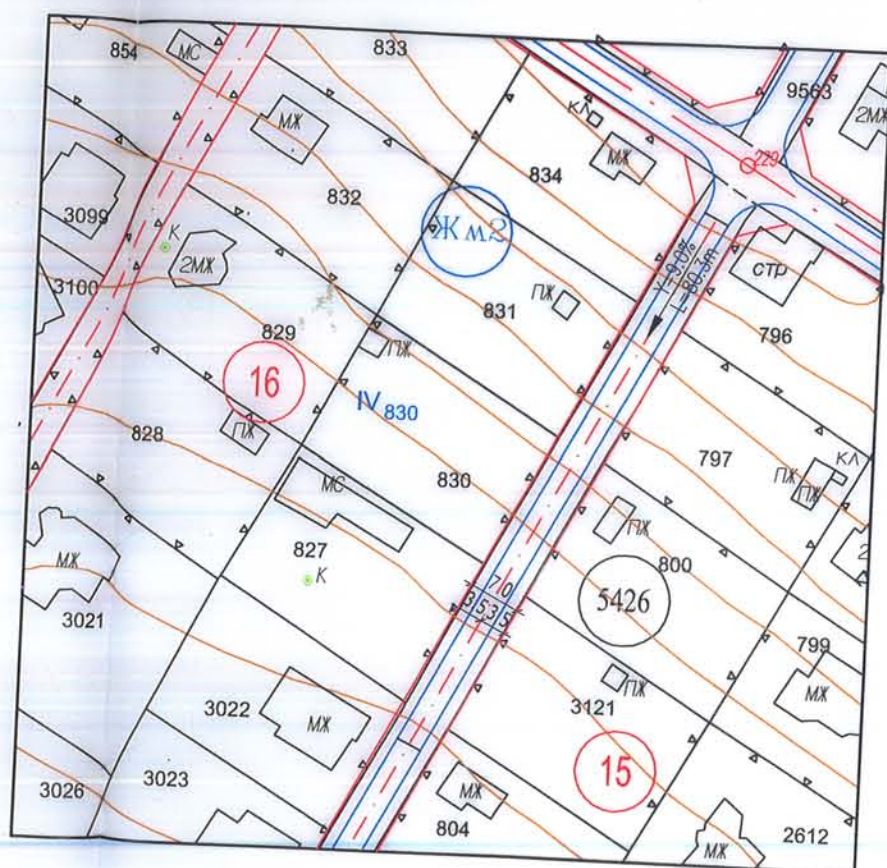 854
МС
833
9563
2МЖ
КЛ
МЖ
МЖ
834
229
3099
832
Жм2
К
2МЖ
стр
3100
ПЖ
831
i=9.0%
L=80.3m
796
829
ПЖ
16
IV 830
828
ПЖ
797
КЛ
ПЖ
ПЖ
МС
830
ПЖ
827
800
К
МЖ
7.0
3.5 3.5
5426
3021
799
ПЖ
МЖ
3022
МЖ
3121
15
3026
3023
МЖ
804
МЖ
2612